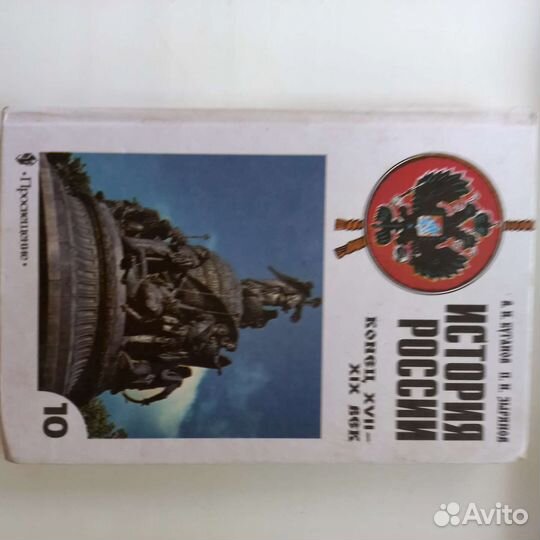 В. И. БУГАНОВ П. Н. ЗЫРЯНОВ
ИСТОРИЯ
РОССИИ
КОНЕЦ XVII –
XIX ВЕК
10
• Просвещение •
Avito